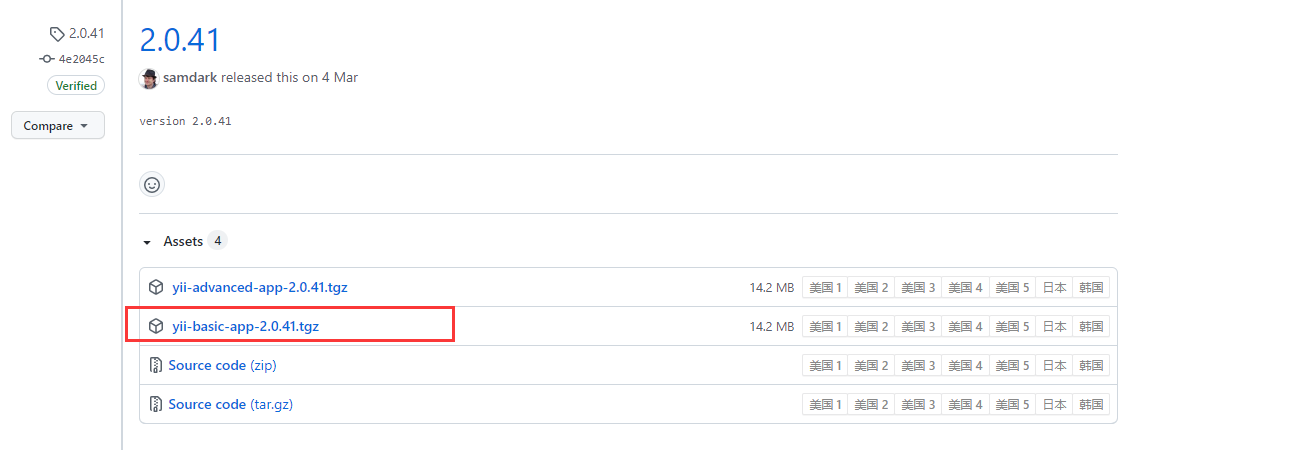 2.0.41
4e2045c
Verified
Compare
2.0.41
samdark released this on 4 Mar
version 2.0.41
Assets 4
yii-advanced-app-2.0.41.tgz 14.2 MB 美国 1 美国 2 美国 3 美国 4 美国 5 日本 韩国
yii-basic-app-2.0.41.tgz 14.2 MB 美国 1 美国 2 美国 3 美国 4 美国 5 日本 韩国
Source code (zip) 美国 1 美国 2 美国 3 美国 4 美国 5 日本 韩国
Source code (tar.gz) 美国 1 美国 2 美国 3 美国 4 美国 5 日本 韩国